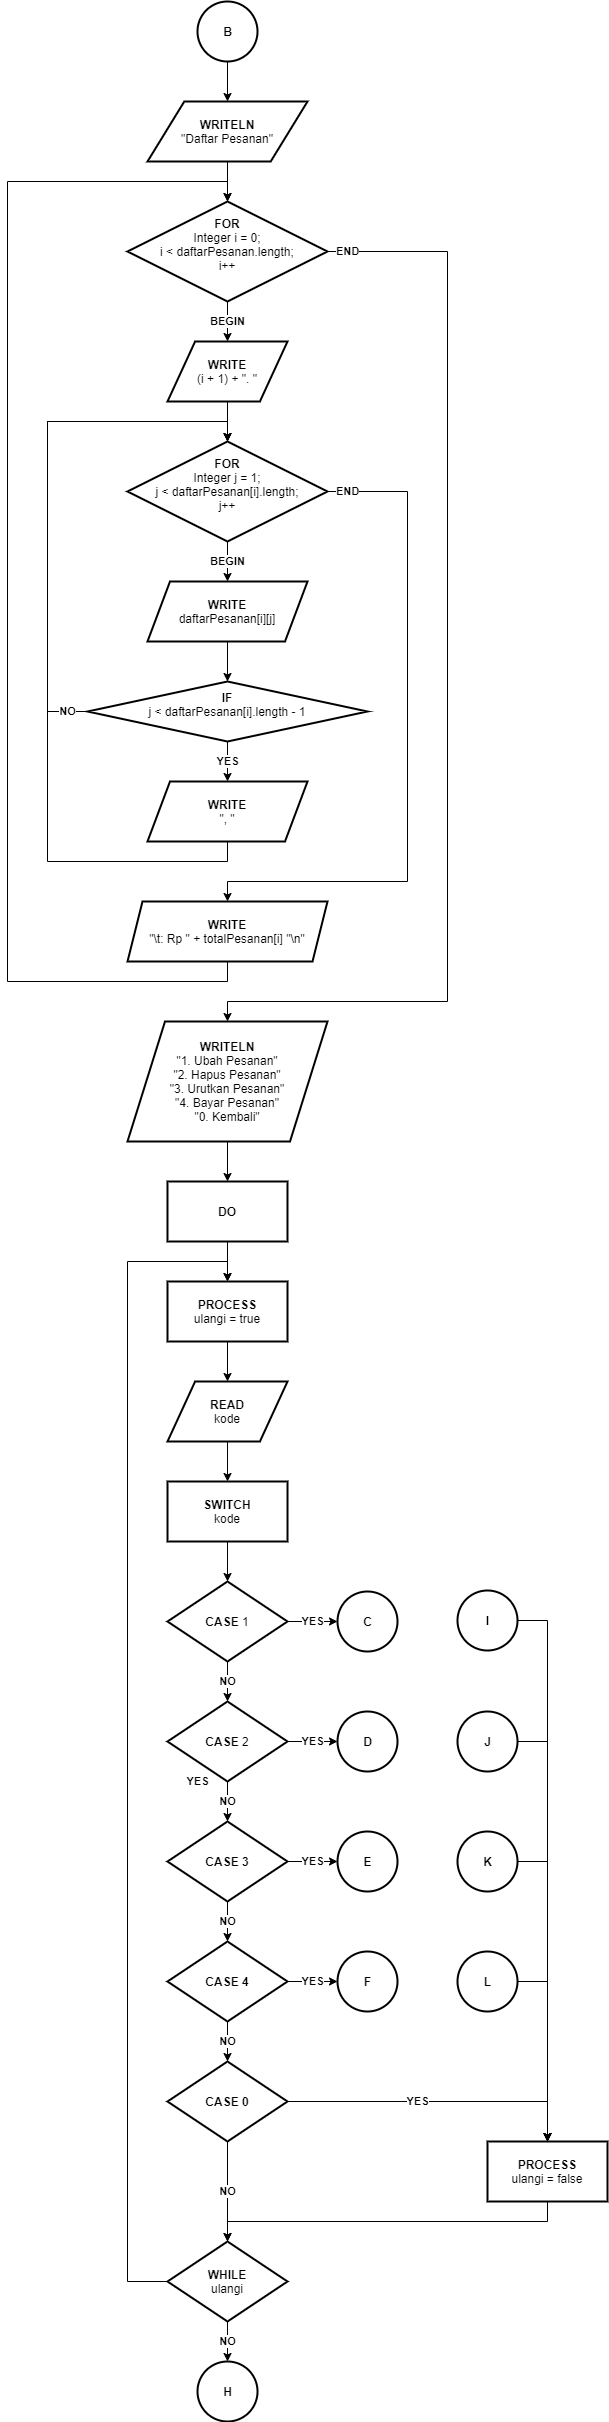 B
WRITELN
"Daftar Pesanan"
FOR
Integer i = 0;
i < daftarPesanan.length;
i++
END
BEGIN
WRITE
(i + 1) + ". "
FOR
Integer j = 1;
j < daftarPesanan[i].length;
j++
END
BEGIN
WRITE
daftarPesanan[i][j]
IF
j < daftarPesanan[i].length - 1
NO
YES
WRITE
", "
WRITE
"\t: Rp " + totalPesanan[i] "\n"
WRITELN
"1. Ubah Pesanan"
"2. Hapus Pesanan"
"3. Urutkan Pesanan"
"4. Bayar Pesanan"
"0. Kembali"
DO
PROCESS
ulangi = true
READ
kode
SWITCH
kode
CASE 1
YES
C
I
NO
CASE 2
YES
D
J
YES
NO
CASE 3
YES
E
K
NO
CASE 4
YES
F
L
NO
CASE 0
YES
PROCESS
ulangi = false
NO
WHILE
ulangi
NO
H